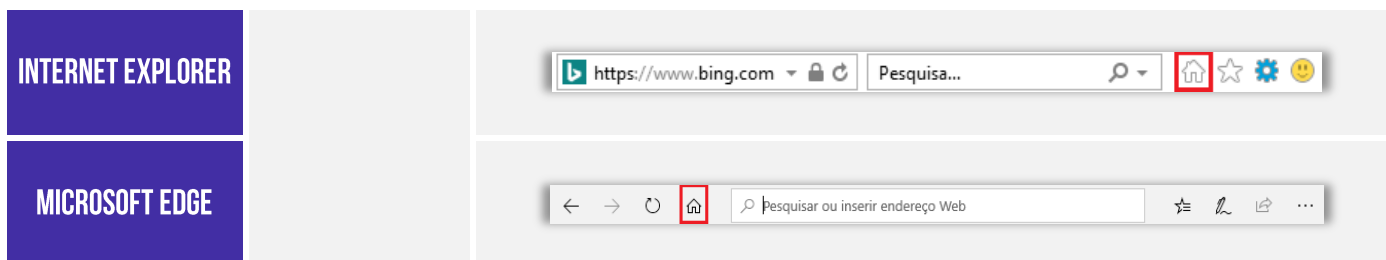 INTERNET EXPLORER
https://www.bing.com
Pesquisa...
MICROSOFT EDGE
Pesquisar ou inserir endereço Web